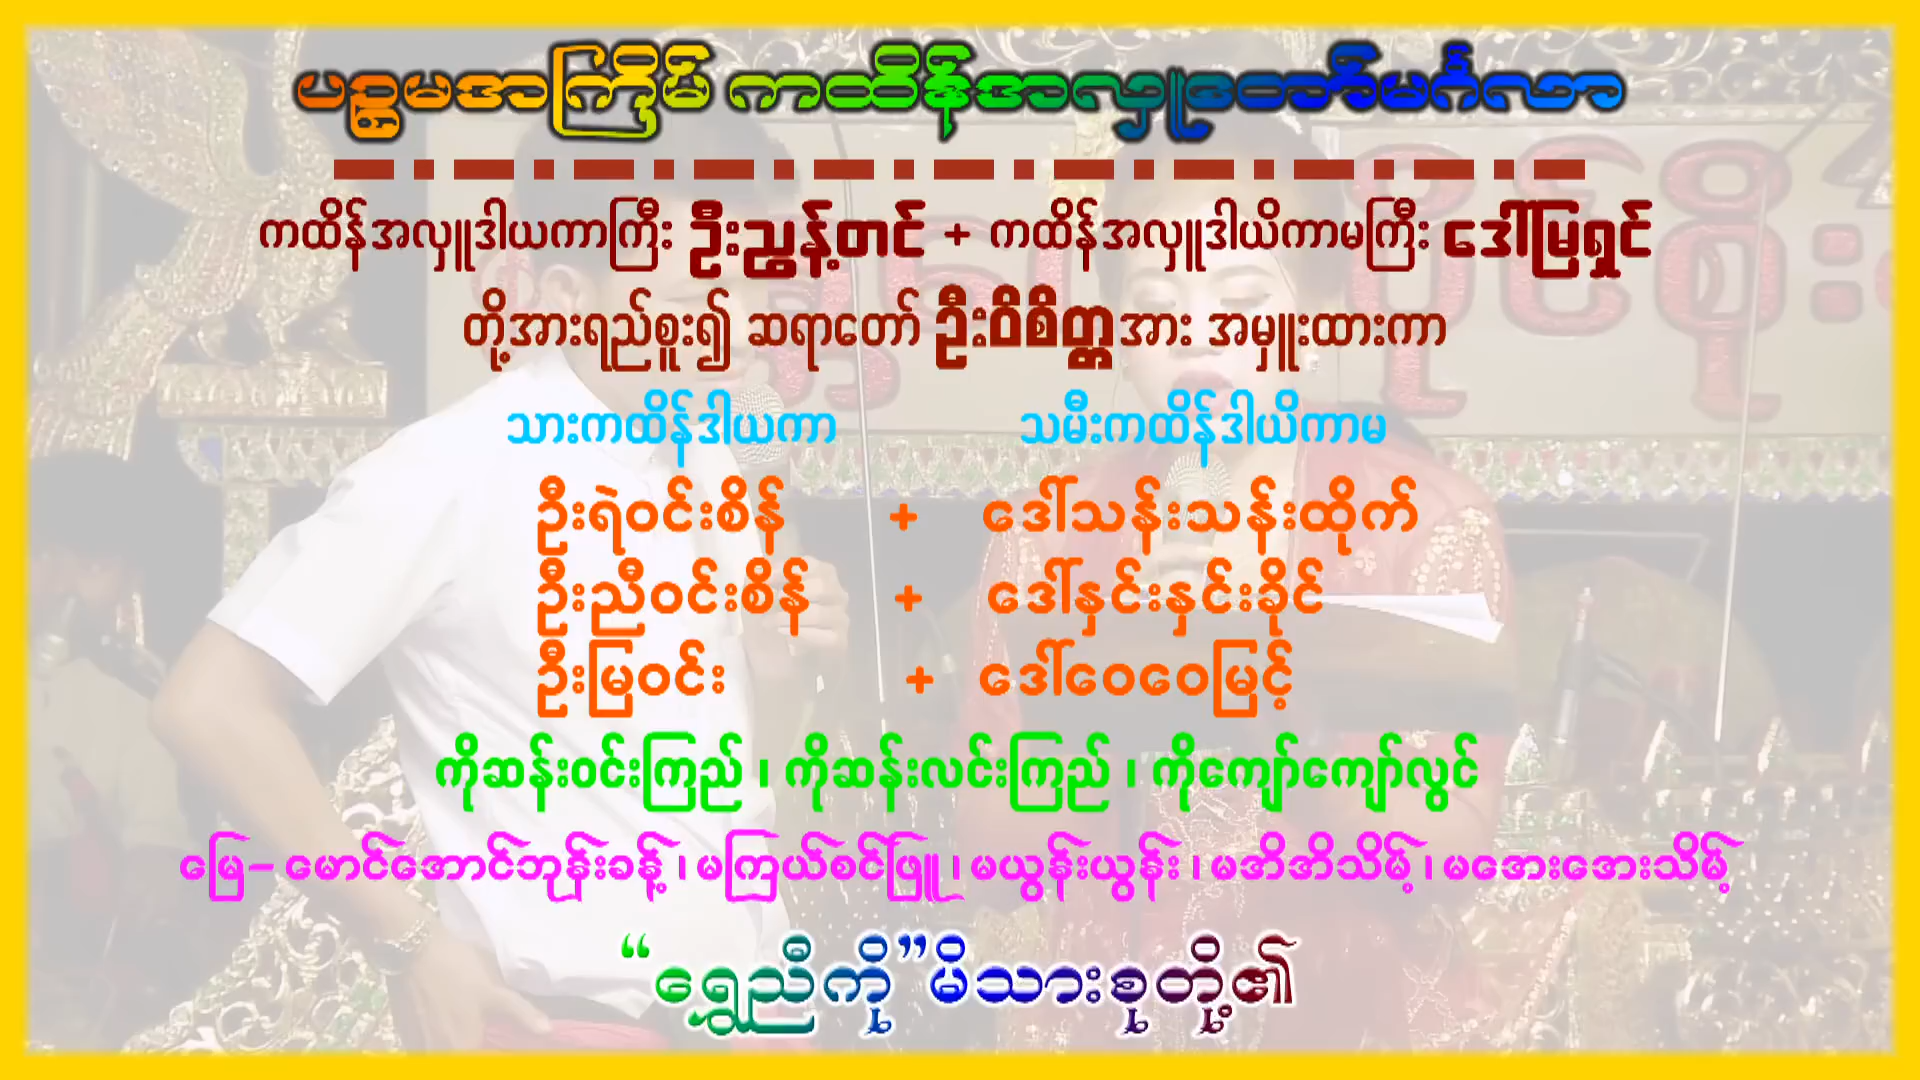 ပဉ္စမအကြိမ် ကထိန်အလှူတော်မင်္ဂလာ
ကထိန်အလှူဒါယကာကြီး ဦးညွှန့်တင် + ကထိန်အလှူဒါယိကာမကြီး ဒေါ်မြရှင်
တို့အားရည်စူး၍ ဆရာတော် ဦးဝိစိတ္တအား အမှူးထားကာ
သားကထိန်ဒါယကာ သမီးကထိန်ဒါယိကာမ
ဦးရဲဝင်းစိန် + ဒေါ်သန်းသန်းထိုက်
ဦးညီဝင်းစိန် + ဒေါ်နှင်းနှင်းခိုင်
ဦးမြဝင်း + ဒေါ်ဝေဝေမြင့်
ကိုဆန်းဝင်းကြည် ၊ ကိုဆန်းလင်းကြည် ၊ ကိုကျော်ကျော်လွင်
မြေး- မောင်အောင်ဘုန်းခန့် ၊ မကြယ်စင်ဖြူ ၊ မယွန်းယွန်း ၊ မအိအိသိမ့် ၊ မအေးအေးသိမ့်
“ရွှေညီကို”မိသားစုတို့၏